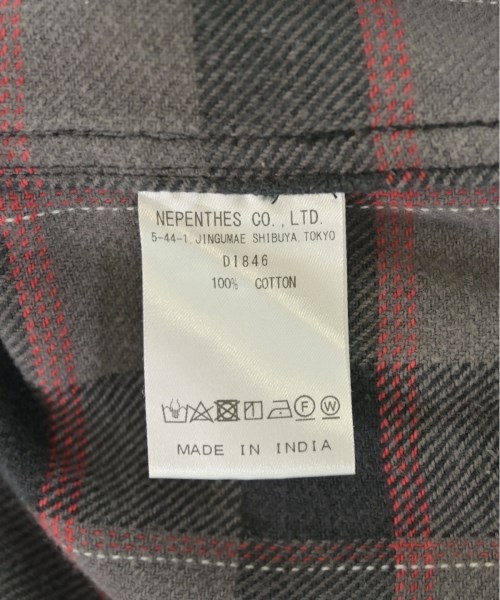 NEPENTHES CO.,LTD.
5-44-1.JINGUMAE SHIBUYA.TOKYO
DI846
100% COTTON
F W
MADE IN INDIA